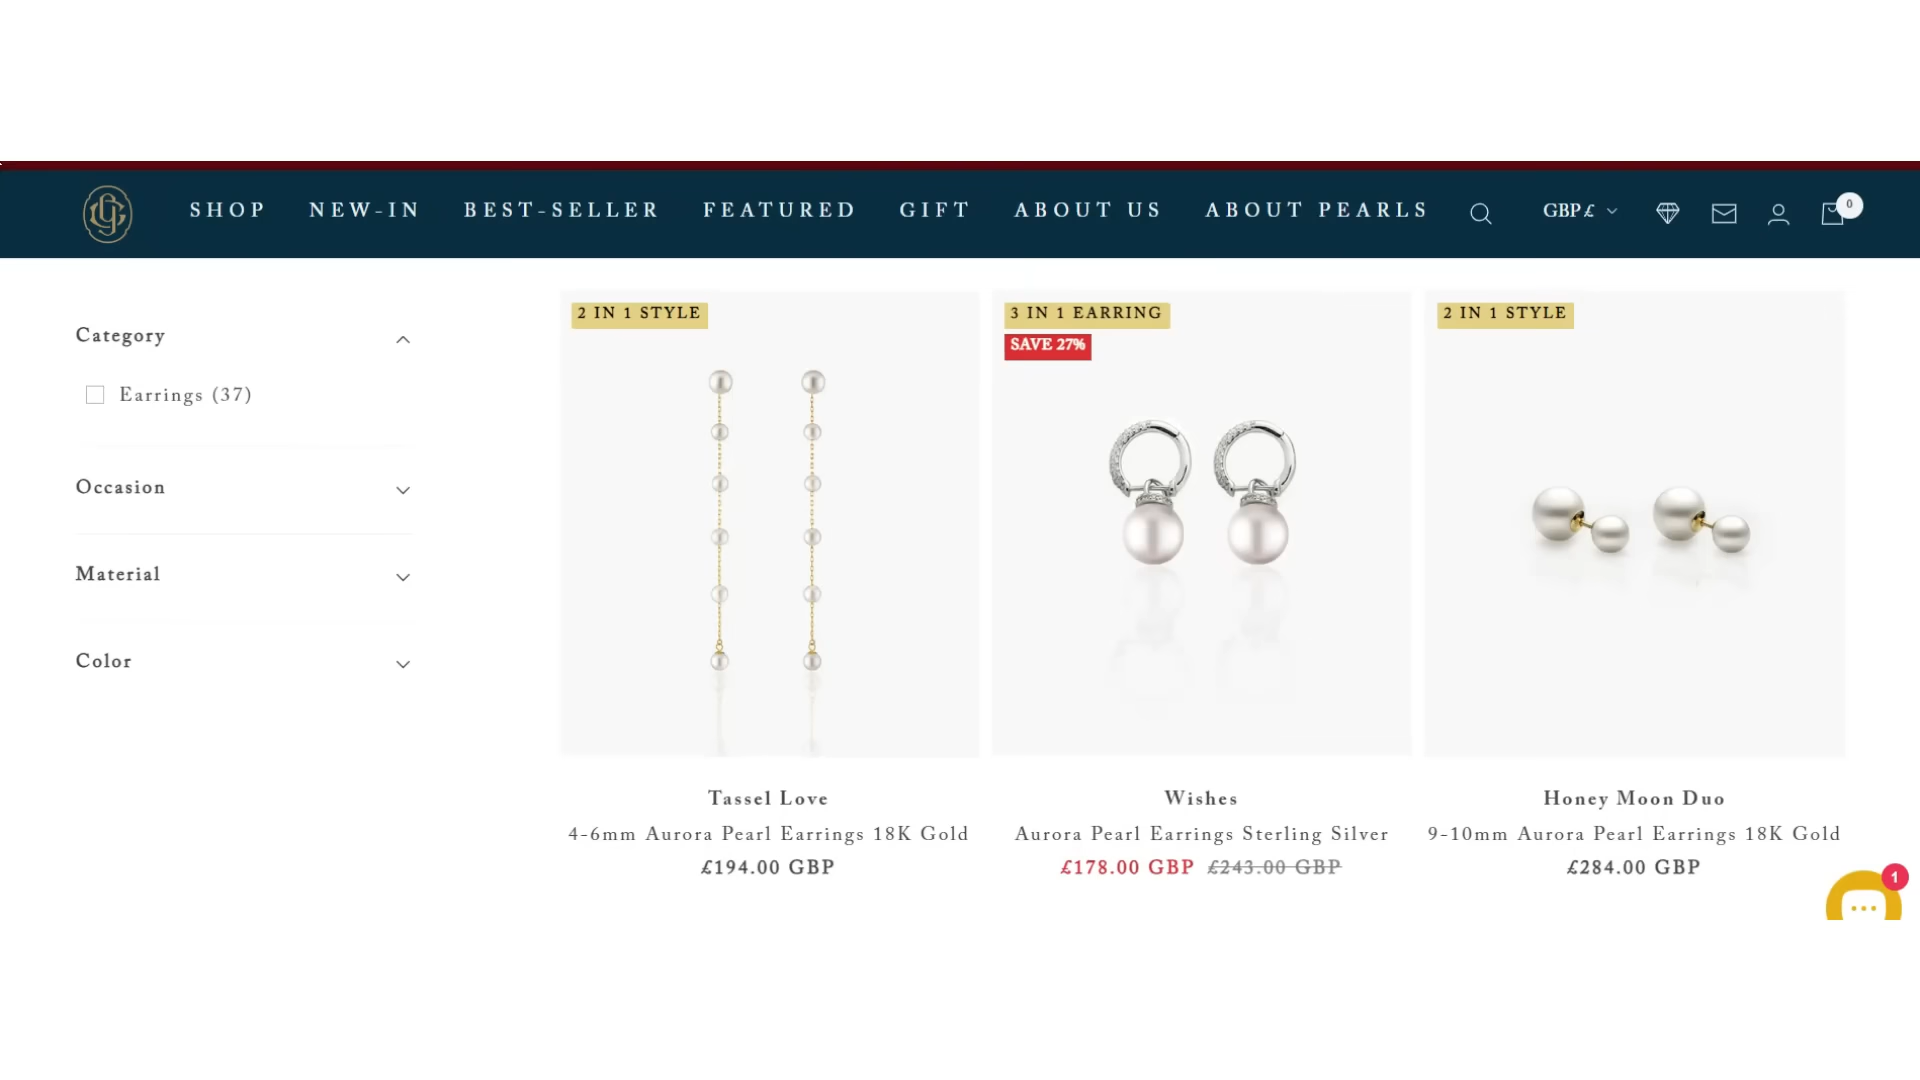 SHOP NEW-IN BEST-SELLER FEATURED GIFT ABOUT US ABOUT PEARLS GBP£ 0
Category
Earrings (37)
Occasion
Material
Color
2 IN 1 STYLE
Tassel Love
4-6mm Aurora Pearl Earrings 18K Gold
£194.00 GBP
3 IN 1 EARRING
SAVE 27%
Wishes
Aurora Pearl Earrings Sterling Silver
£178.00 GBP £243.00 GBP
2 IN 1 STYLE
Honey Moon Duo
9-10mm Aurora Pearl Earrings 18K Gold
£284.00 GBP
1